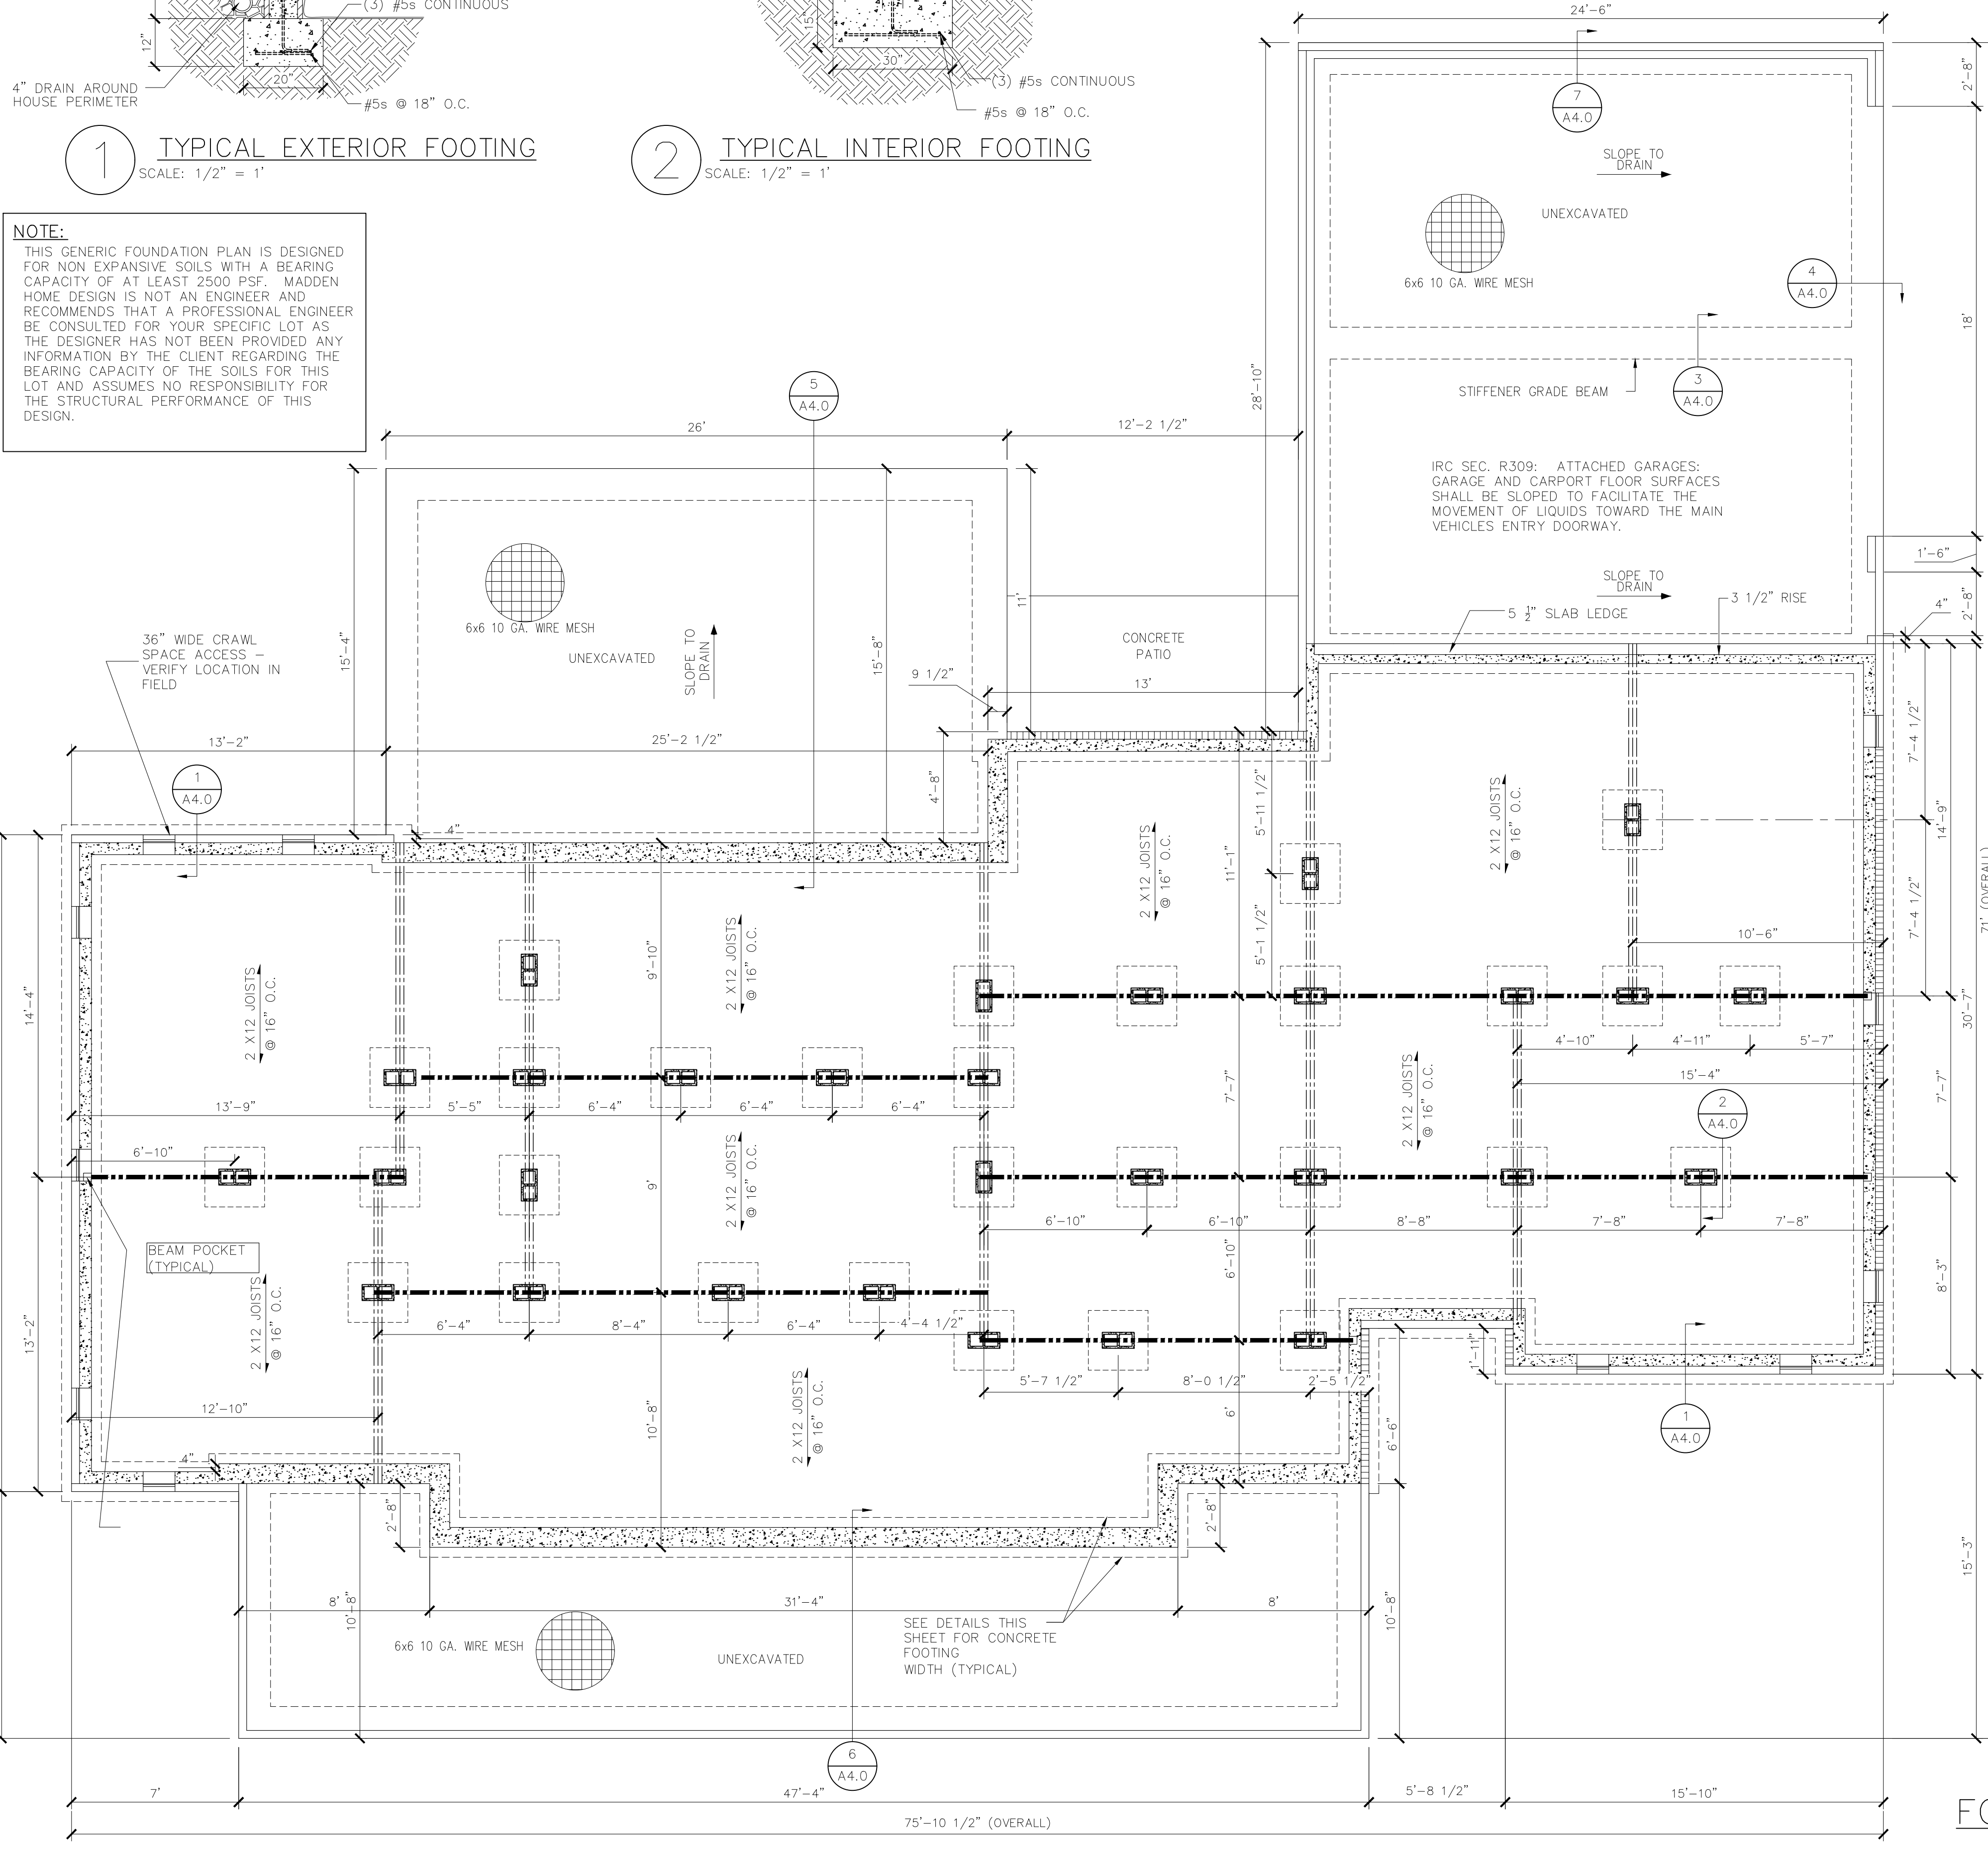 (3) #5s CONTINUOUS
12"
20"
4" DRAIN AROUND
HOUSE PERIMETER
#5s @ 18" O.C.
1
TYPICAL EXTERIOR FOOTING
SCALE: 1/2" = 1'
15"
30"
(3) #5s CONTINUOUS
#5s @ 18" O.C.
2
TYPICAL INTERIOR FOOTING
SCALE: 1/2" = 1'
NOTE:
THIS GENERIC FOUNDATION PLAN IS DESIGNED
FOR NON EXPANSIVE SOILS WITH A BEARING
CAPACITY OF AT LEAST 2500 PSF. MADDEN
HOME DESIGN IS NOT AN ENGINEER AND
RECOMMENDS THAT A PROFESSIONAL ENGINEER
BE CONSULTED FOR YOUR SPECIFIC LOT AS
THE DESIGNER HAS NOT BEEN PROVIDED ANY
INFORMATION BY THE CLIENT REGARDING THE
BEARING CAPACITY OF THE SOILS FOR THIS
LOT AND ASSUMES NO RESPONSIBILITY FOR
THE STRUCTURAL PERFORMANCE OF THIS
DESIGN.
24'-6"
2'-8"
7
A4.0
SLOPE TO
DRAIN
UNEXCAVATED
6x6 10 GA. WIRE MESH
4
A4.0
18'
3
A4.0
STIFFENER GRADE BEAM
28'-10"
5
A4.0
26'
12'-2 1/2"
IRC SEC. R309: ATTACHED GARAGES:
GARAGE AND CARPORT FLOOR SURFACES
SHALL BE SLOPED TO FACILITATE THE
MOVEMENT OF LIQUIDS TOWARD THE MAIN
VEHICLES ENTRY DOORWAY.
1'-6"
SLOPE TO
DRAIN
5 1/2" SLAB LEDGE
3 1/2" RISE
4"
2'-8"
36" WIDE CRAWL
SPACE ACCESS –
VERIFY LOCATION IN
FIELD
15'-4"
6x6 10 GA. WIRE MESH
UNEXCAVATED
SLOPE TO
DRAIN
15'-8"
11'
CONCRETE
PATIO
9 1/2"
13'
13'-2"
25'-2 1/2"
4'-8"
1
A4.0
4"
5'-11 1/2"
11'-1"
5'-1 1/2"
2 X12 JOISTS
@ 16" O.C.
2 X12 JOISTS
@ 16" O.C.
7'-4 1/2"
14'-9"
7'-4 1/2"
71' (OVERALL)
10'-6"
14'-4"
2 X12 JOISTS
@ 16" O.C.
9'-10"
2 X12 JOISTS
@ 16" O.C.
30'-7"
4'-10"
4'-11"
5'-7"
15'-4"
13'-9"
5'-5"
6'-4"
6'-4"
6'-4"
7'-7"
2 X12 JOISTS
@ 16" O.C.
2
A4.0
7'-7"
6'-10"
9'
2 X12 JOISTS
@ 16" O.C.
6'-10"
6'-10"
8'-8"
7'-8"
7'-8"
6'-10"
8'-3"
BEAM POCKET
(TYPICAL)
2 X12 JOISTS
@ 16" O.C.
13'-2"
6'-4"
8'-4"
6'-4"
4'-4 1/2"
1'-11"
12'-10"
10'-8"
2 X12 JOISTS
@ 16" O.C.
5'-7 1/2"
8'-0 1/2"
2'-5 1/2"
6'
6'-6"
1
A4.0
4"
2'-8"
2'-8"
10'-8"
8'
31'-4"
8'
10'-8"
15'-3"
6x6 10 GA. WIRE MESH
UNEXCAVATED
SEE DETAILS THIS
SHEET FOR CONCRETE
FOOTING
WIDTH (TYPICAL)
6
A4.0
7'
47'-4"
5'-8 1/2"
15'-10"
75'-10 1/2" (OVERALL)